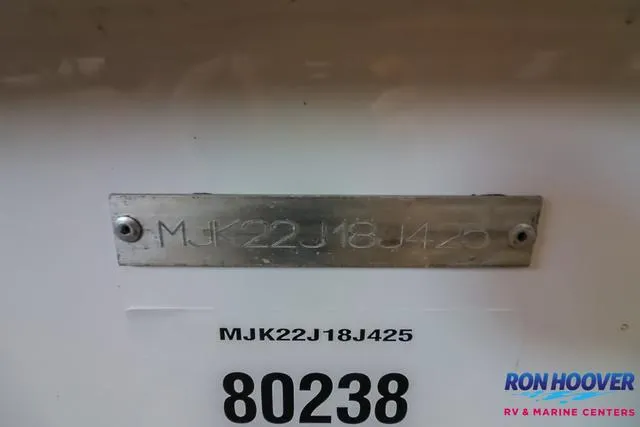 MJK22J18J425
MJK22J18J425
80238
RON HOOVER
RV & MARINE CENTERS